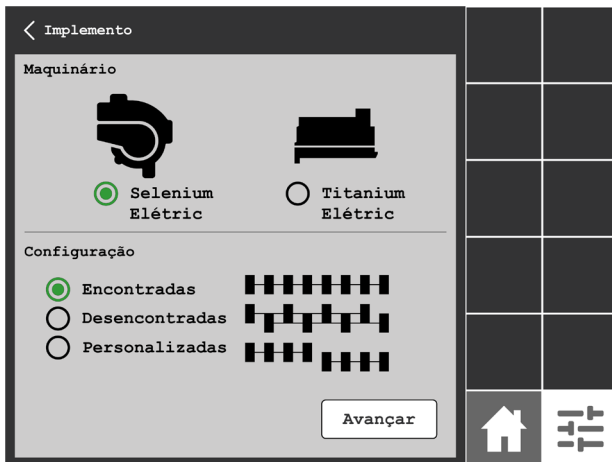 Implemento
Maquinário
Selenium
Elétric
Titanium
Elétric
Configuração
Encontradas
Desencontradas
Personalizadas
Avançar